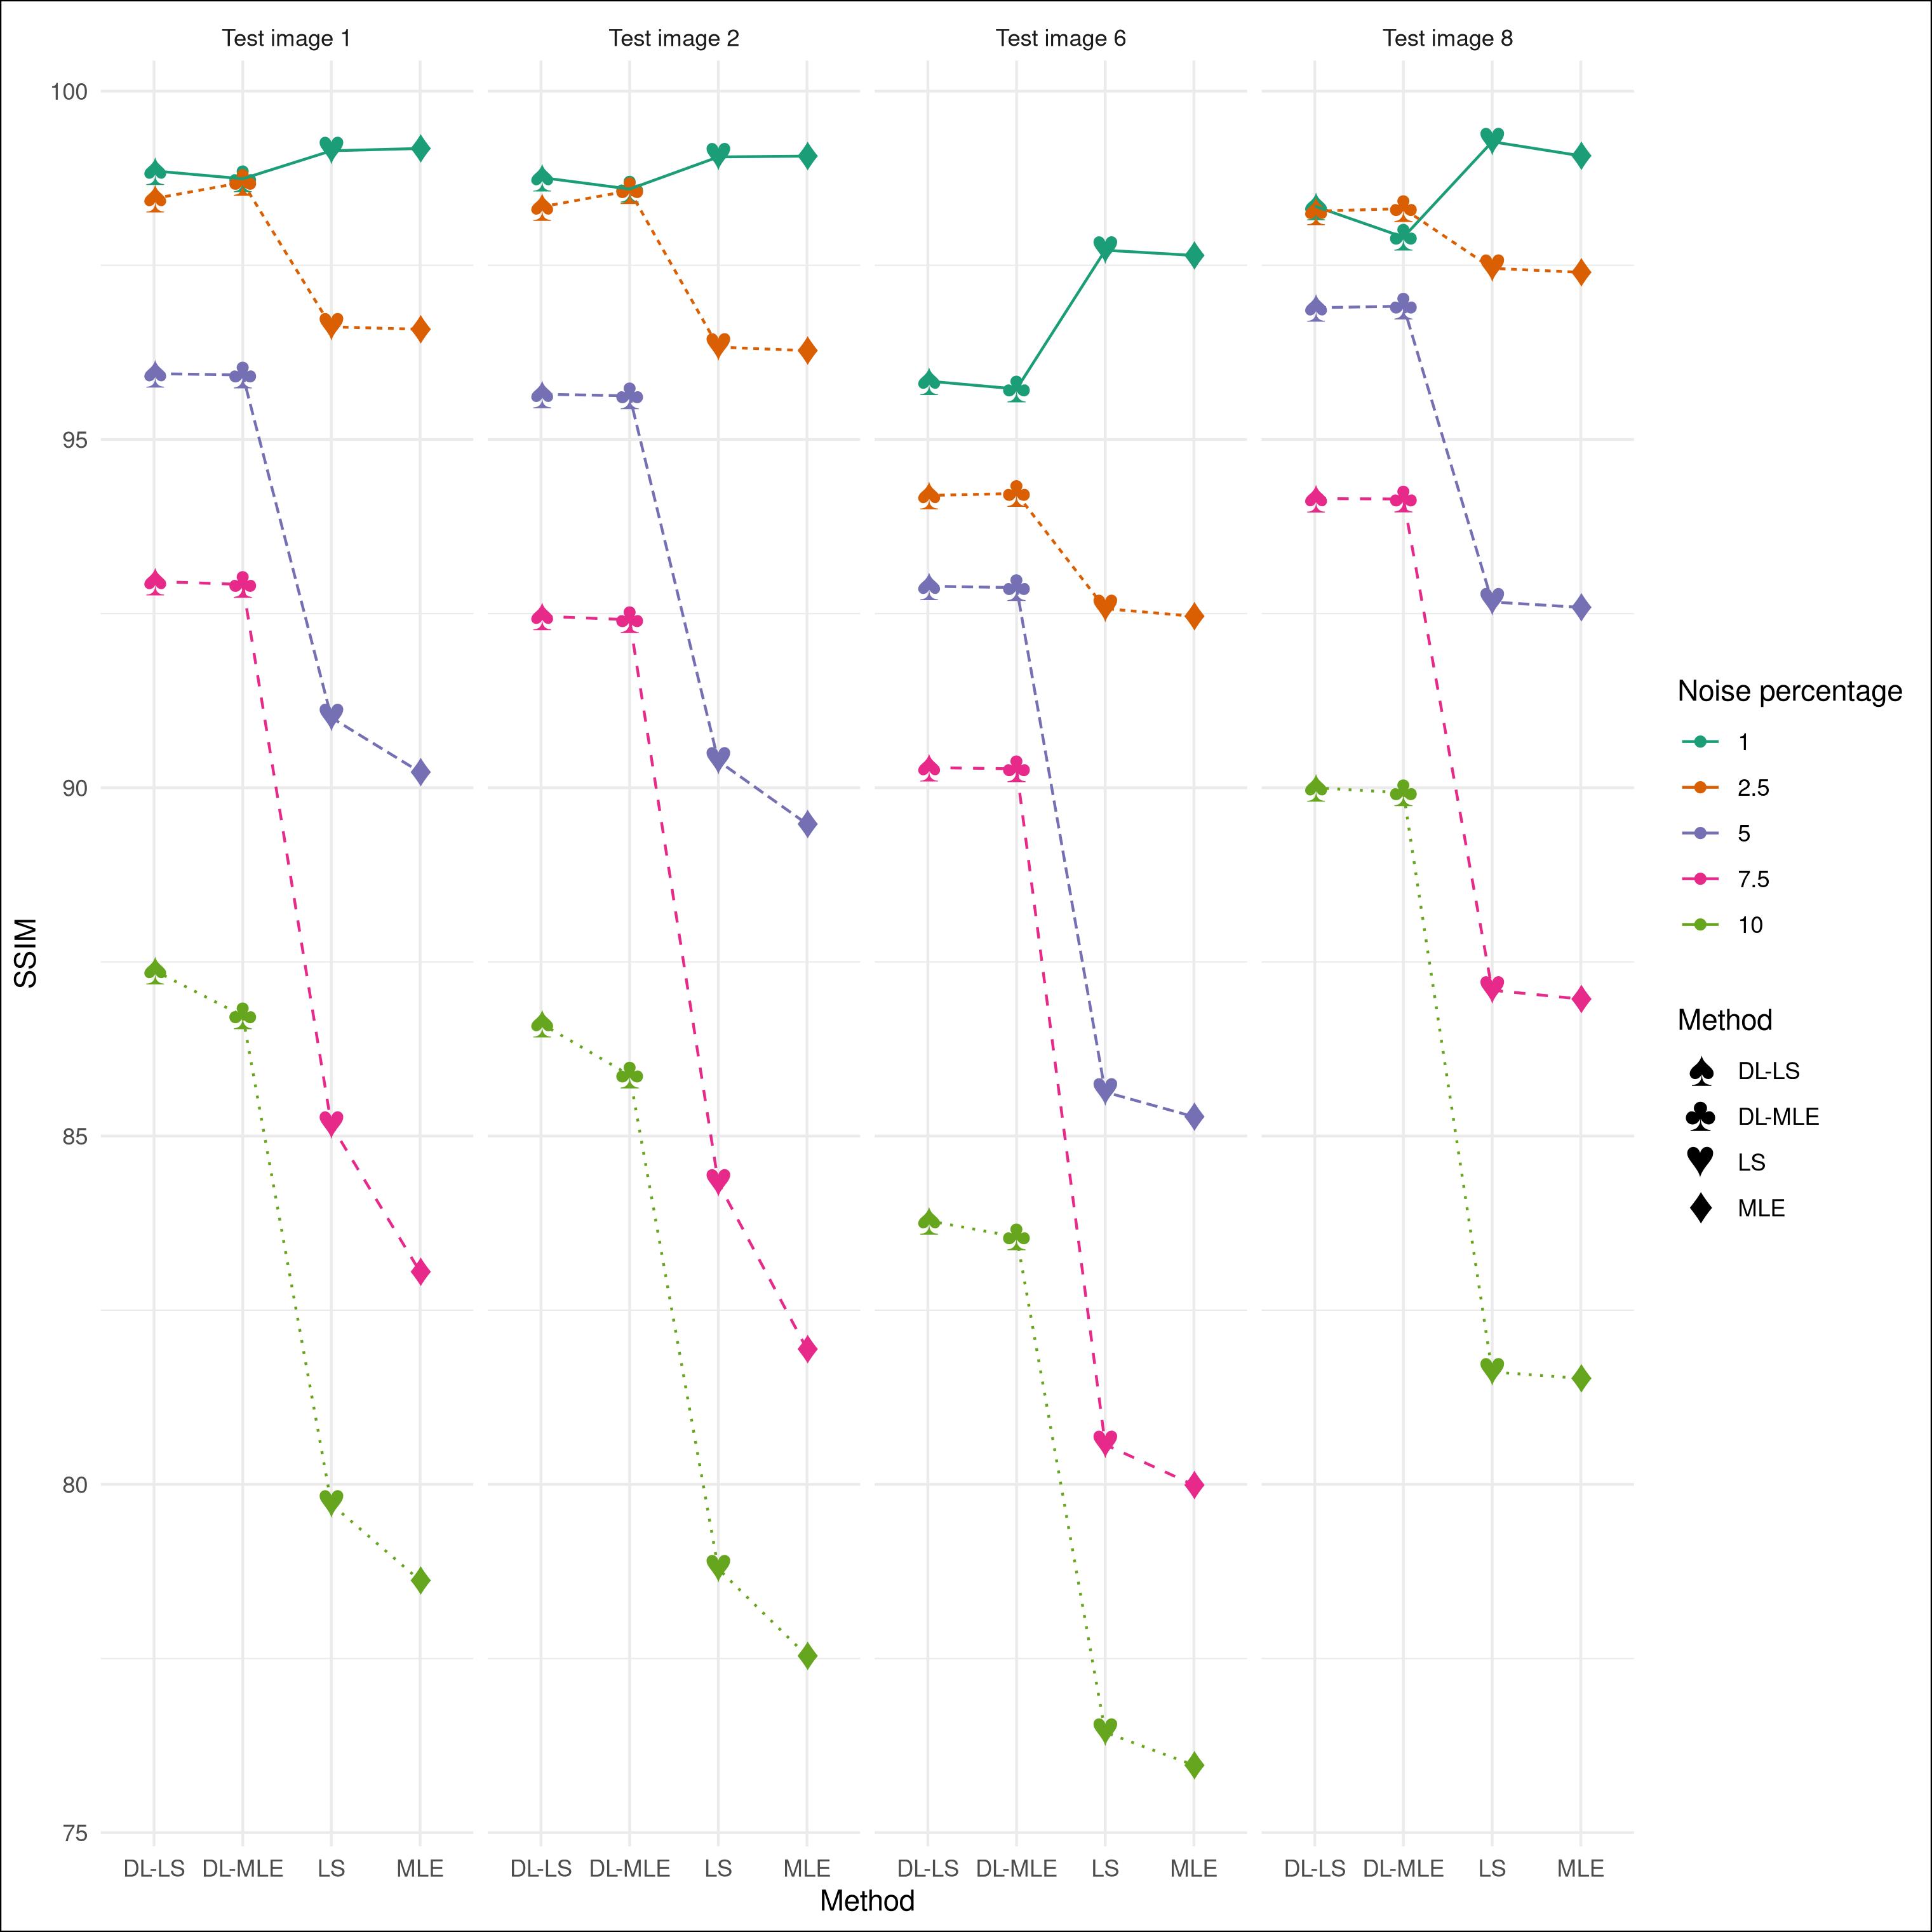 Test image 1 Test image 2 Test image 6 Test image 8
100
95
90
85
80
75
SSIM
DL-LS DL-MLE LS MLE DL-LS DL-MLE LS MLE DL-LS DL-MLE LS MLE DL-LS DL-MLE LS MLE
Method
Noise percentage
1
2.5
5
7.5
10
Method
DL-LS
DL-MLE
LS
MLE